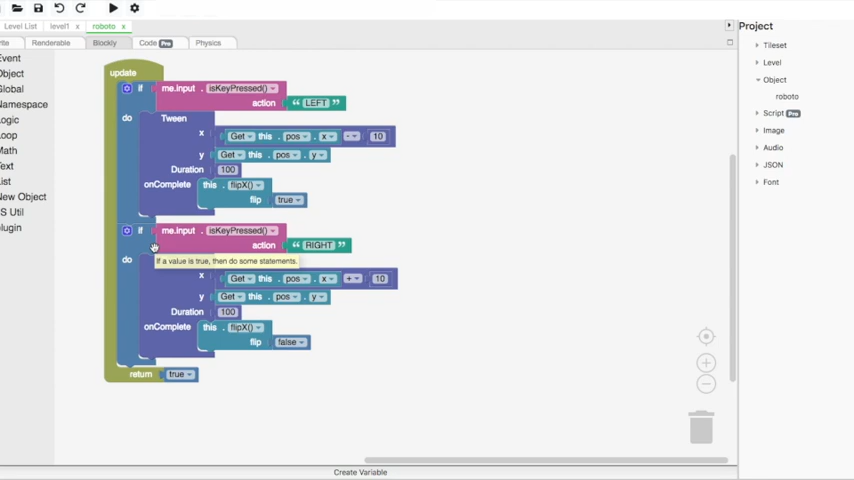 Level List level1 x roboto x
rite Renderable Blockly Code Pro Physics
Event
Object
Global
Namespace
Logic
Loop
Math
Text
List
New Object
S Util
lugin
update
if me.input . isKeyPressed()
action “ LEFT ”
do Tween
x Get this . pos . x - 10
y Get this . pos . y
Duration 100
onComplete this . flipX()
flip true
if me.input . isKeyPressed()
action “ RIGHT ”
do If a value is true, then do some statements.
x Get this . pos . x + 10
y Get this . pos . y
Duration 100
onComplete this . flipX()
flip false
return true
Create Variable
Project
Tileset
Level
Object
roboto
Script Pro
Image
Audio
JSON
Font